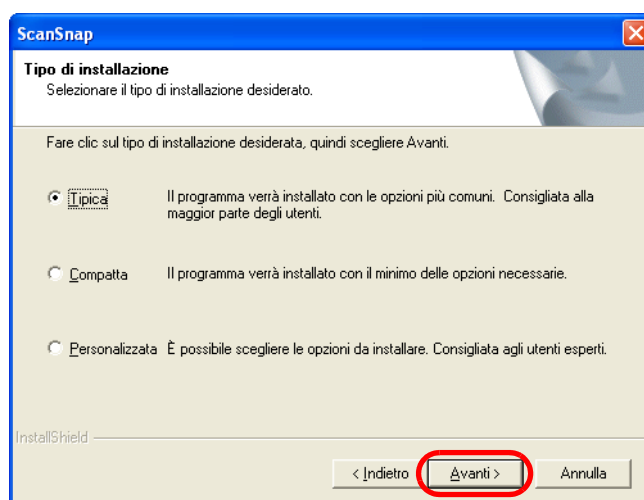 ScanSnap
Tipo di installazione
Selezionare il tipo di installazione desiderato.
Fare clic sul tipo di installazione desiderata, quindi scegliere Avanti.
Tipica Il programma verrà installato con le opzioni più comuni. Consigliata alla
maggior parte degli utenti.
Compatta Il programma verrà installato con il minimo delle opzioni necessarie.
Personalizzata È possibile scegliere le opzioni da installare. Consigliata agli utenti esperti.
InstallShield
< Indietro Avanti > Annulla